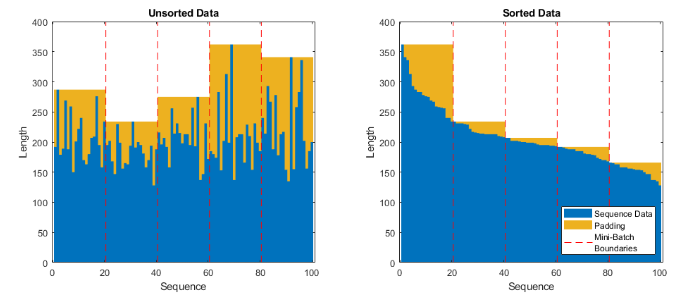 Unsorted Data
400
350
300
250
200
150
100
50
0
Length
0 20 40 60 80 100
Sequence
Sorted Data
400
350
300
250
200
150
100
50
0
Length
0 20 40 60 80 100
Sequence
Sequence Data
Padding
Mini-Batch
Boundaries